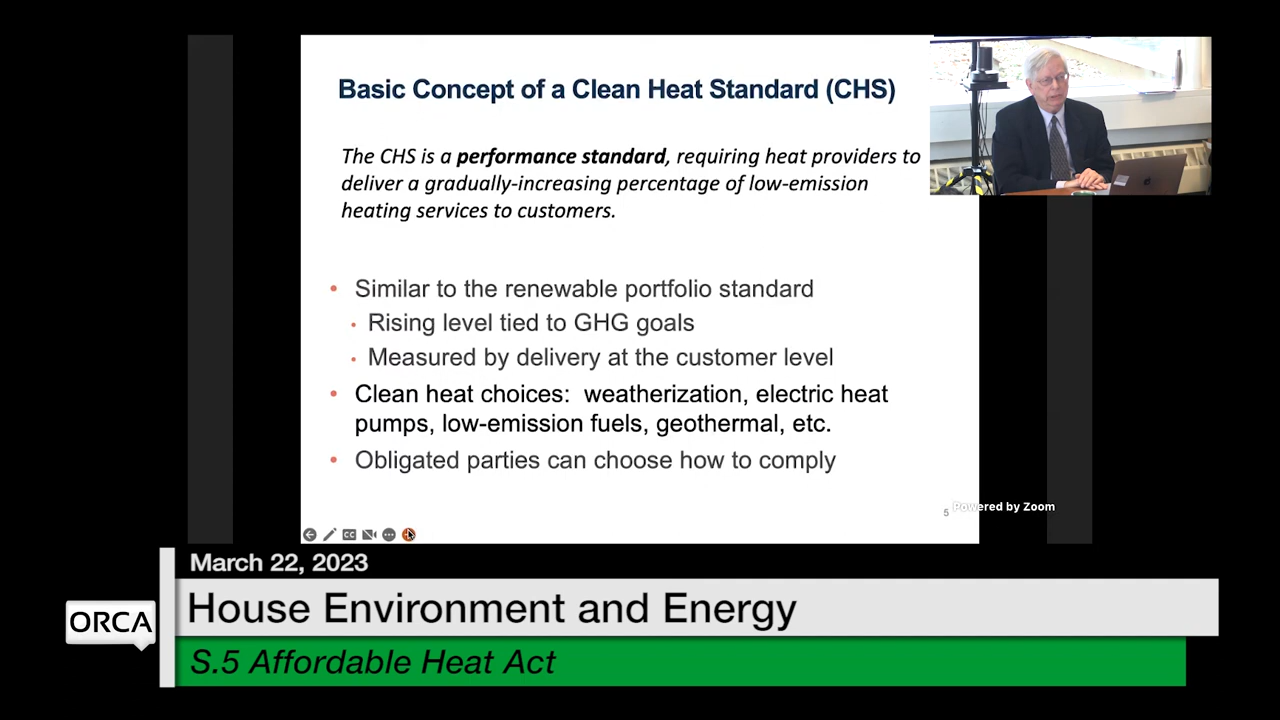 Basic Concept of a Clean Heat Standard (CHS)
The CHS is a performance standard, requiring heat providers to
deliver a gradually-increasing percentage of low-emission
heating services to customers.
• Similar to the renewable portfolio standard
• Rising level tied to GHG goals
• Measured by delivery at the customer level
• Clean heat choices: weatherization, electric heat
pumps, low-emission fuels, geothermal, etc.
• Obligated parties can choose how to comply
5
Powered by Zoom
CC
March 22, 2023
House Environment and Energy
ORCA
S.5 Affordable Heat Act